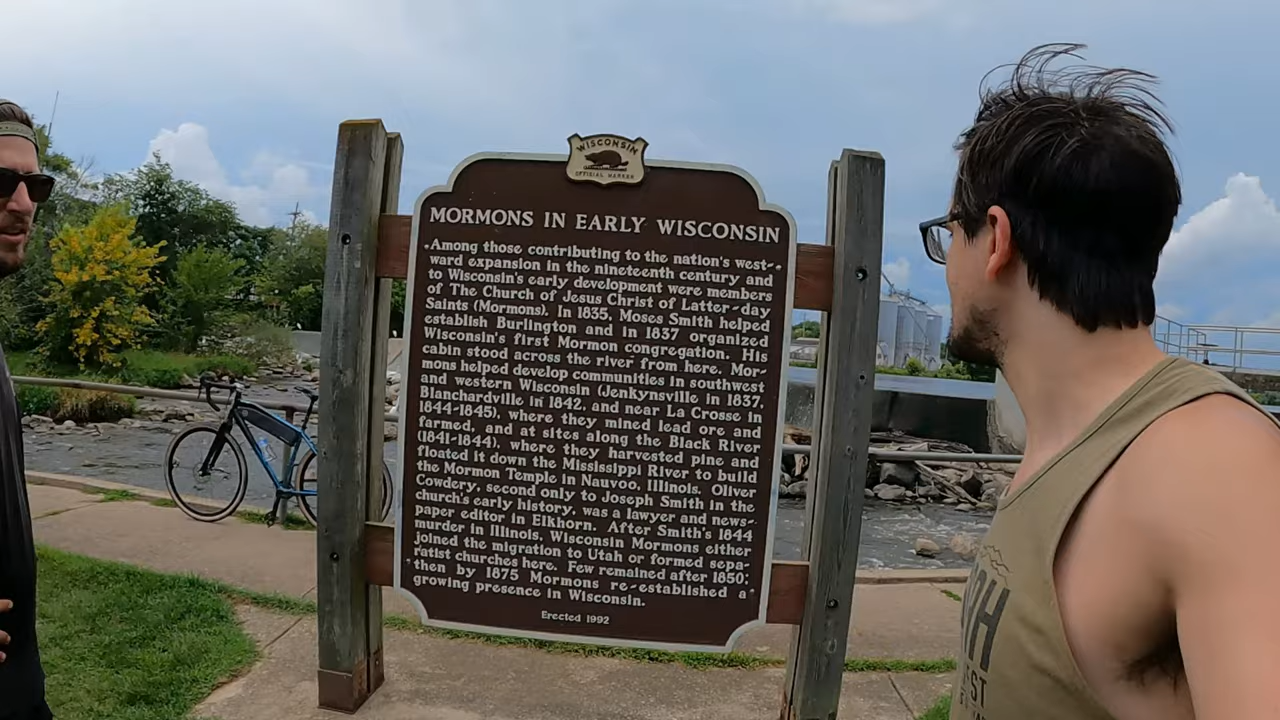 WISCONSIN
OFFICIAL MARKER
MORMONS IN EARLY WISCONSIN
Among those contributing to the nation's west-
ward expansion in the nineteenth century and
to Wisconsin's early development were members
of The Church of Jesus Christ of Latter-day
Saints (Mormons). In 1835, Moses Smith helped
establish Burlington and in 1837 organized
Wisconsin's first Mormon congregation. His
cabin stood across the river from here. Mor-
mons helped develop communities in southwest
and western Wisconsin (Jenkynsville in 1837,
Blanchardville in 1842, and near La Crosse in
1844-1845), where they mined lead ore and
farmed, and at sites along the Black River
(1841-1844), where they harvested pine and
floated it down the Mississippi River to build
the Mormon Temple in Nauvoo, Illinois. Oliver
Cowdery, second only to Joseph Smith in the
church's early history, was a lawyer and news-
paper editor in Elkhorn. After Smith's 1844
murder in Illinois, Wisconsin Mormons either
joined the migration to Utah or formed sepa-
ratist churches here. Few remained after 1850;
then by 1875 Mormons re-established a
growing presence in Wisconsin.
Erected 1992